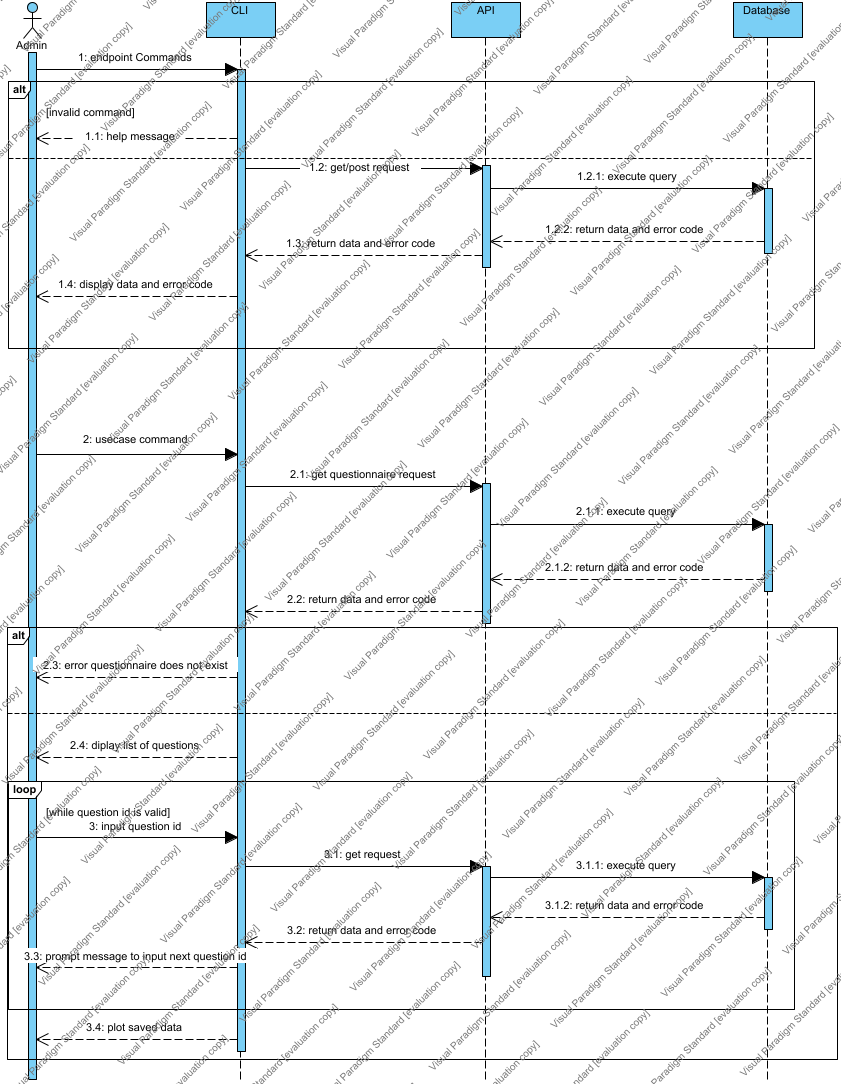 CLI
API
Database
Admin
1: endpoint Commands
alt
[invalid command]
1.1: help message
1.2: get/post request
1.2.1: execute query
1.2.2: return data and error code
1.3: return data and error code
1.4: display data and error code
2: usecase command
2.1: get questionnaire request
2.1.1: execute query
2.1.2: return data and error code
2.2: return data and error code
alt
2.3: error questionnaire does not exist
2.4: diplay list of questions
loop
[while question id is valid]
3: input question id
3.1: get request
3.1.1: execute query
3.1.2: return data and error code
3.2: return data and error code
3.3: prompt message to input next question id
3.4: plot saved data
Visual Paradigm Standard [evaluation copy]